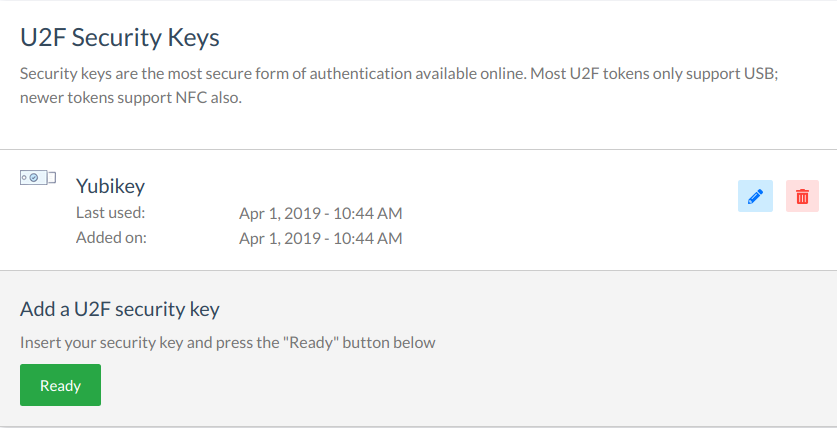 U2F Security Keys
Security keys are the most secure form of authentication available online. Most U2F tokens only support USB;
newer tokens support NFC also.
Yubikey
Last used: Apr 1, 2019 - 10:44 AM
Added on: Apr 1, 2019 - 10:44 AM
Add a U2F security key
Insert your security key and press the "Ready" button below
Ready